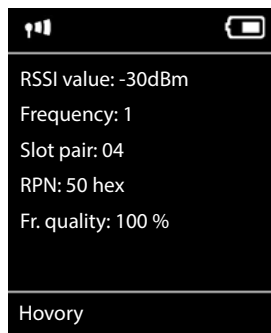 RSSI value: -30dBm
Frequency: 1
Slot pair: 04
RPN: 50 hex
Fr. quality: 100 %
Hovory